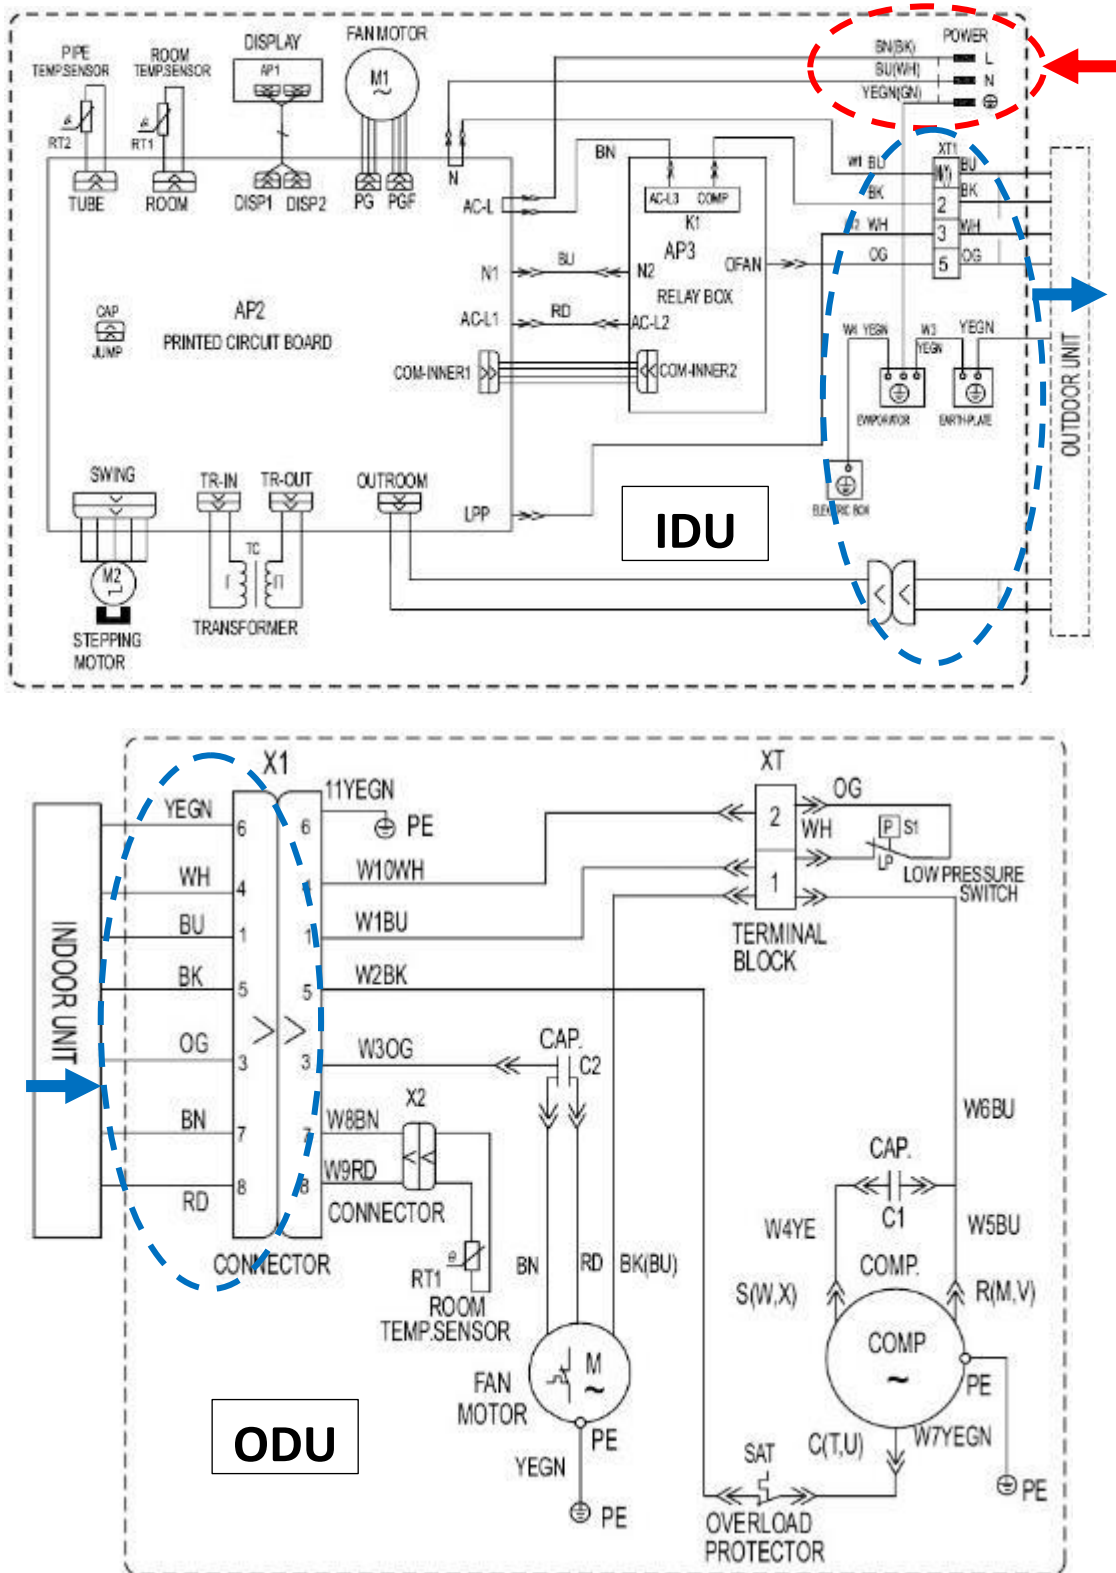 PIPE
TEMP.SENSOR
ROOM
TEMP.SENSOR
DISPLAY
AP1
FAN MOTOR
M1
~
RT2
RT1
BN(BK)
BU(WH)
YEGN(GN)
POWER
L
N
TUBE
ROOM
DISP1
DISP2
PG
PGF
N
AC-L
BN
AC-L3
COMP
K1
AP3
RELAY BOX
OFAN
W1 BU
BK
WH
OG
XT1
2
3
5
BU
BK
WH
OG
N1
BU
N2
AC-L1
RD
AC-L2
COM-INNER1
COM-INNER2
CAP
JUMP
AP2
PRINTED CIRCUIT BOARD
W4 YEGN
W3
YEGN
YEGN
EVAPORATOR
EARTH-PLATE
ELEKTRIC BOX
OUTDOOR UNIT
SWING
TR-IN
TR-OUT
OUTROOM
LPP
IDU
M2
TC
STEPPING
MOTOR
TRANSFORMER
X1
YEGN
6
6
11YEGN
PE
WH
4
W10WH
BU
1
1
W1BU
BK
5
5
W2BK
OG
3
3
W3OG
BN
7
7
W8BN
RD
8
8
W9RD
INDOOR UNIT
CONNECTOR
X2
CONNECTOR
RT1
ROOM
TEMP.SENSOR
CAP.
C2
BN
RD
BK(BU)
M
~
FAN
MOTOR
PE
YEGN
PE
XT
2
1
TERMINAL
BLOCK
OG
WH
P
S1
LP
LOW PRESSURE
SWITCH
W6BU
CAP.
C1
W4YE
W5BU
COMP.
S(W,X)
R(M,V)
COMP
~
PE
C(T,U)
W7YEGN
PE
SAT
OVERLOAD
PROTECTOR
ODU